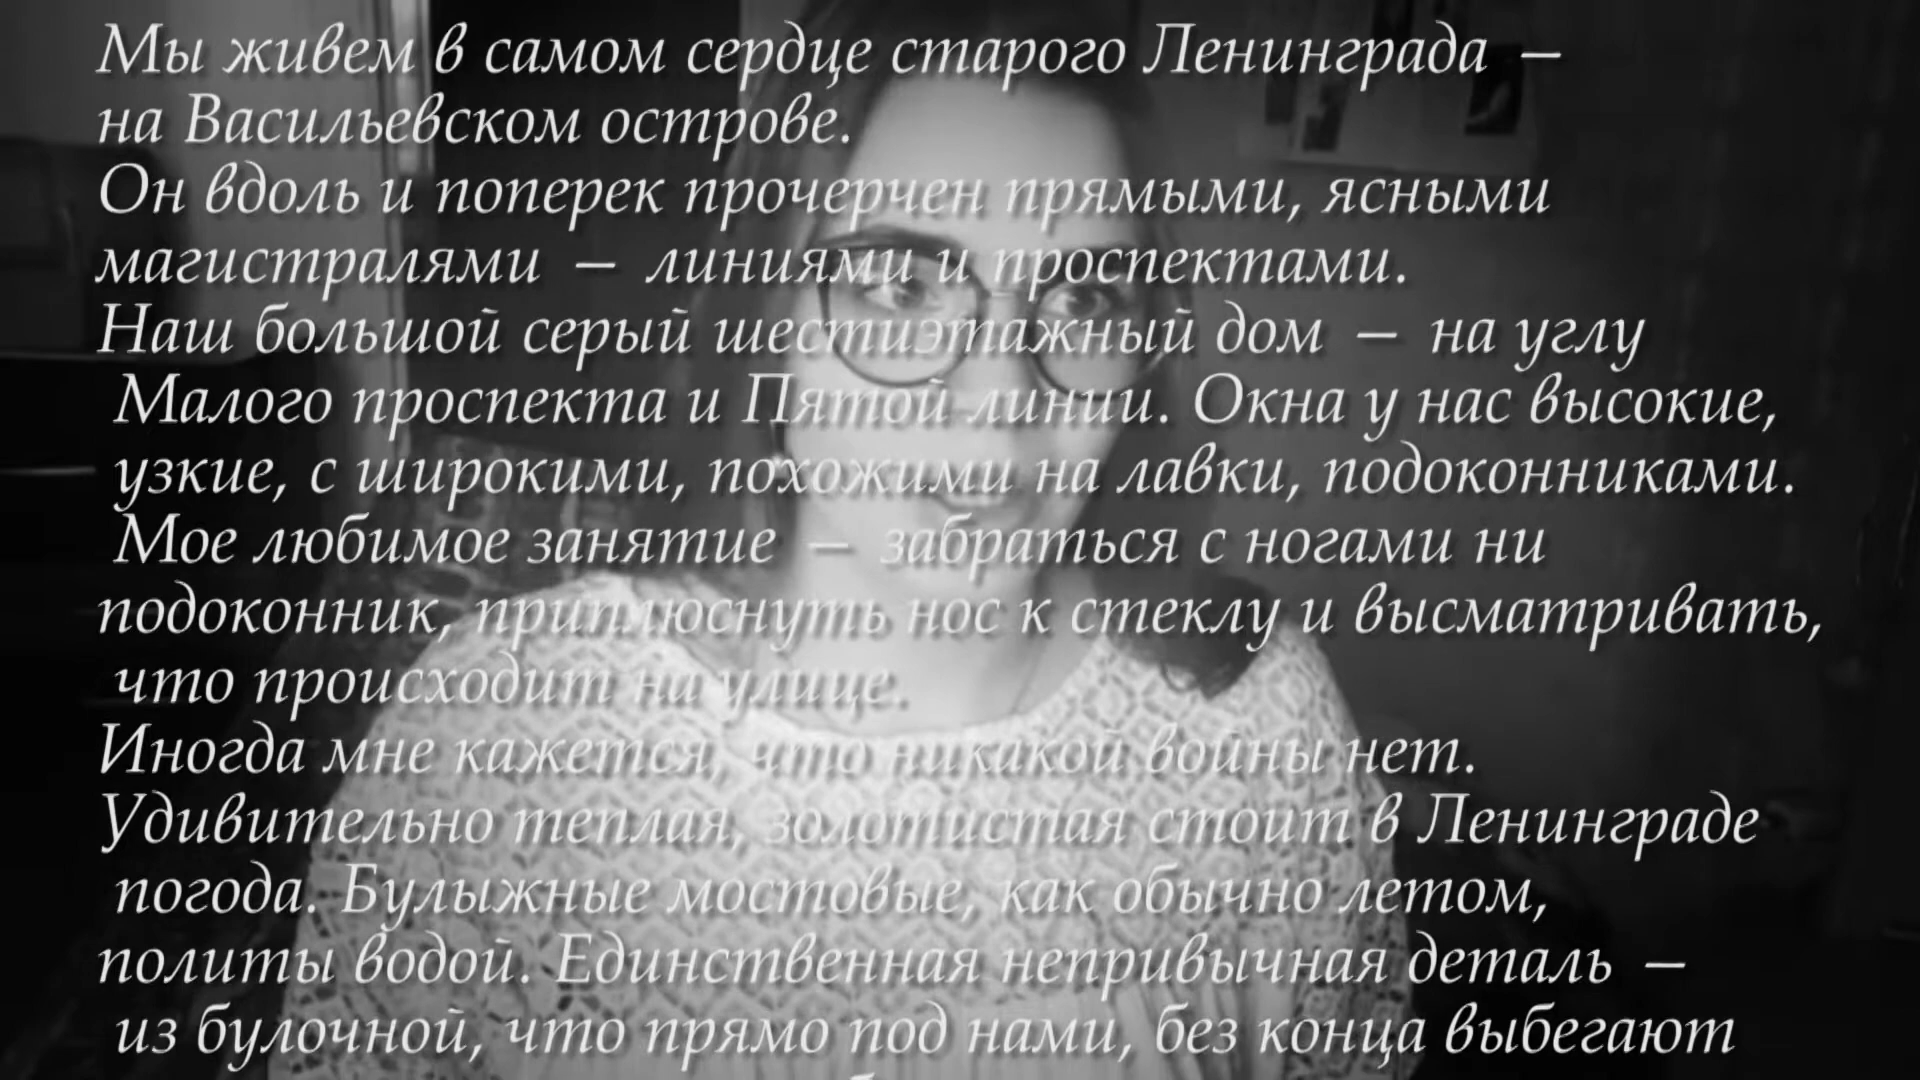 Мы живем в самом сердце старого Ленинграда –
на Васильевском острове.
Он вдоль и поперек прочерчен прямыми, ясными
магистралями – линиями и проспектами.
Наш большой серый шестиэтажный дом – на углу
Малого проспекта и Пятой линии. Окна у нас высокие,
узкие, с широкими, похожими на лавки, подоконниками.
Мое любимое занятие – забраться с ногами ни
подоконник, приплюснуть нос к стеклу и высматривать,
что происходит на улице.
Иногда мне кажется, что никакой войны нет.
Удивительно теплая, золотистая стоит в Ленинграде
погода. Булыжные мостовые, как обычно летом,
политы водой. Единственная непривычная деталь –
из булочной, что прямо под нами, без конца выбегают